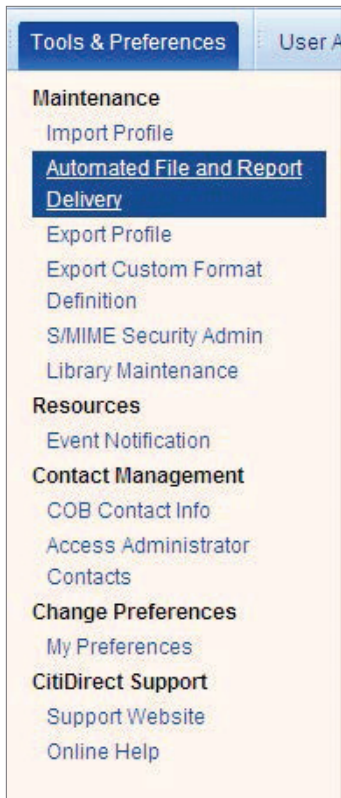 Tools & Preferences
User A
Maintenance
Import Profile
Automated File and Report
Delivery
Export Profile
Export Custom Format
Definition
S/MIME Security Admin
Library Maintenance
Resources
Event Notification
Contact Management
COB Contact Info
Access Administrator
Contacts
Change Preferences
My Preferences
CitiDirect Support
Support Website
Online Help